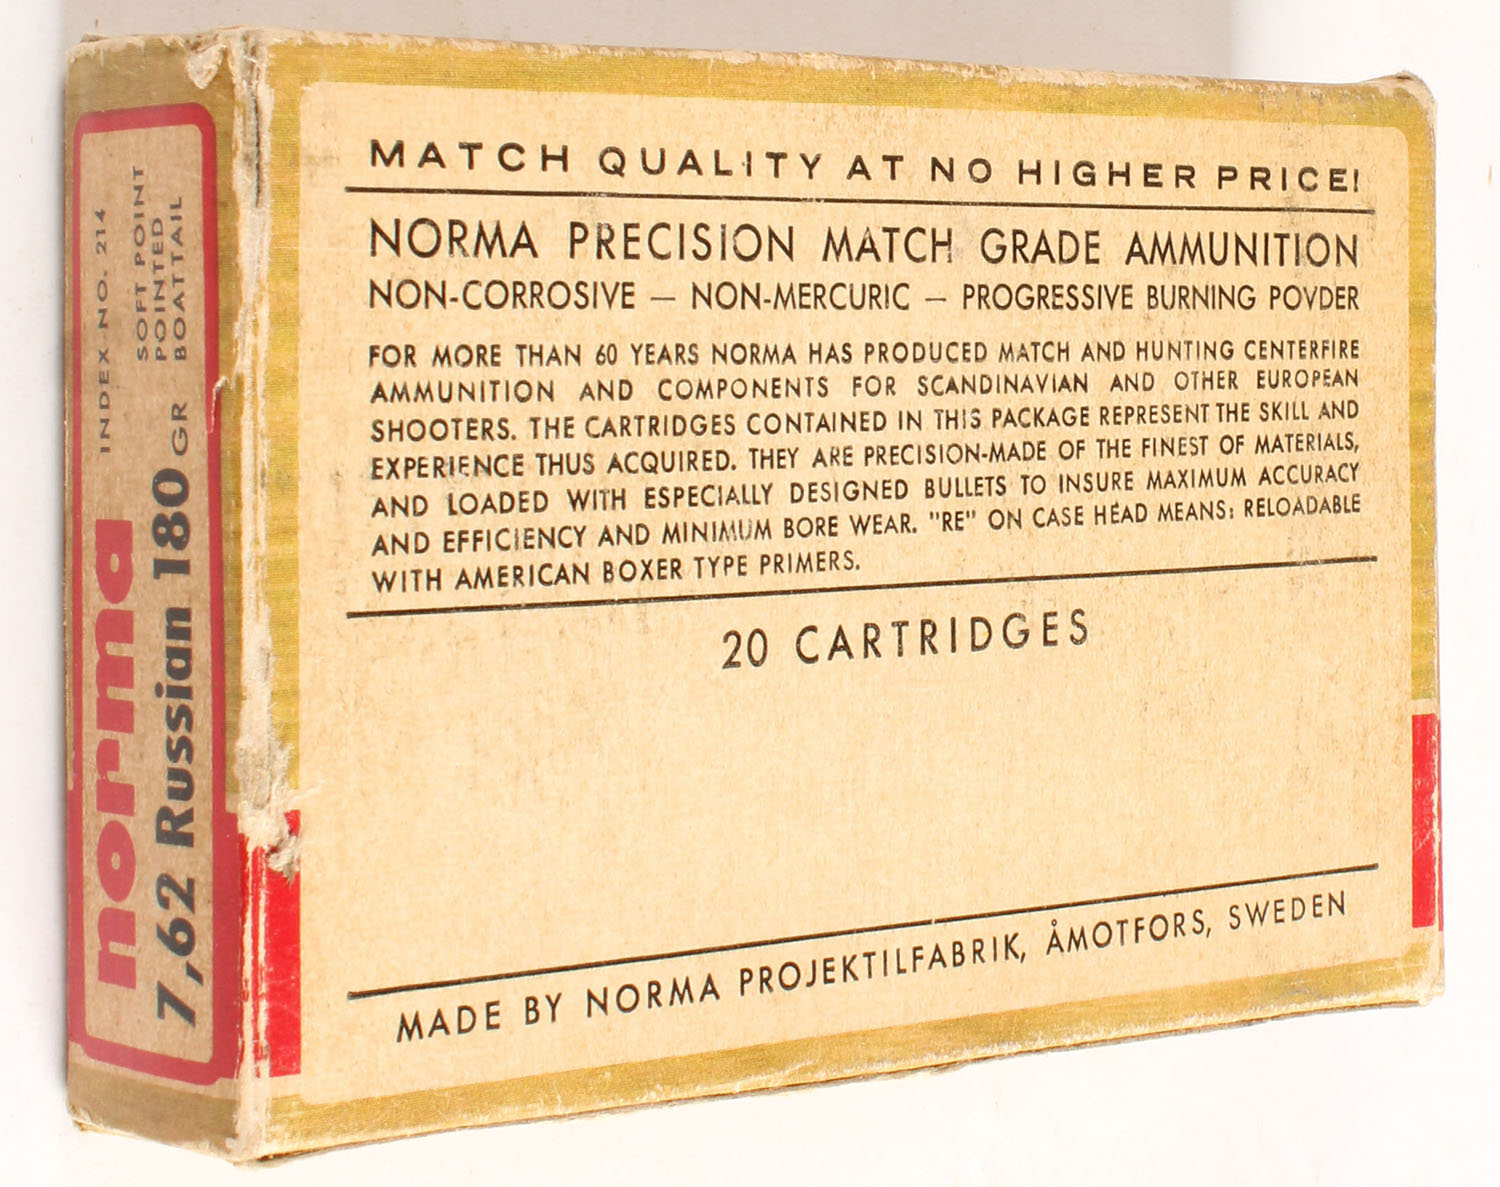 MATCH QUALITY AT NO HIGHER PRICE!
NORMA PRECISION MATCH GRADE AMMUNITION
NON-CORROSIVE — NON-MERCURIC — PROGRESSIVE BURNING POVDER
FOR MORE THAN 60 YEARS NORMA HAS PRODUCED MATCH AND HUNTING CENTERFIRE
AMMUNITION AND COMPONENTS FOR SCANDINAVIAN AND OTHER EUROPEAN
SHOOTERS. THE CARTRIDGES CONTAINED IN THIS PACKAGE REPRESENT THE SKILL AND
EXPERIENCE THUS ACQUIRED. THEY ARE PRECISION-MADE OF THE FINEST OF MATERIALS,
AND LOADED WITH ESPECIALLY DESIGNED BULLETS TO INSURE MAXIMUM ACCURACY
AND EFFICIENCY AND MINIMUM BORE WEAR. "RE" ON CASE HEAD MEANS: RELOADABLE
WITH AMERICAN BOXER TYPE PRIMERS.
20 CARTRIDGES
MADE BY NORMA PROJEKTILFABRIK, ÅMOTFORS, SWEDEN
norma INDEX NO. 214
7,62 Russian 180 GR
SOFT POINT
POINTED
BOATTAIL